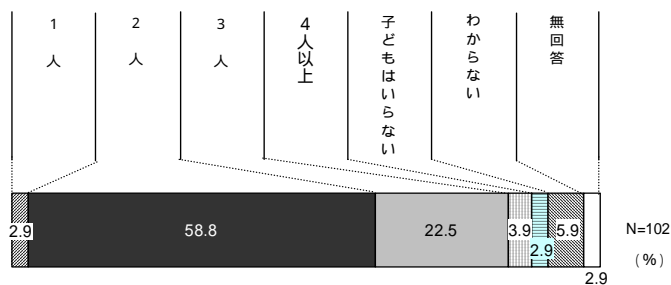 1人
2人
3人
4人以上
子どもはいらない
わからない
無回答
2.9
58.8
22.5
3.9
2.9
5.9
2.9
N=102
(%)